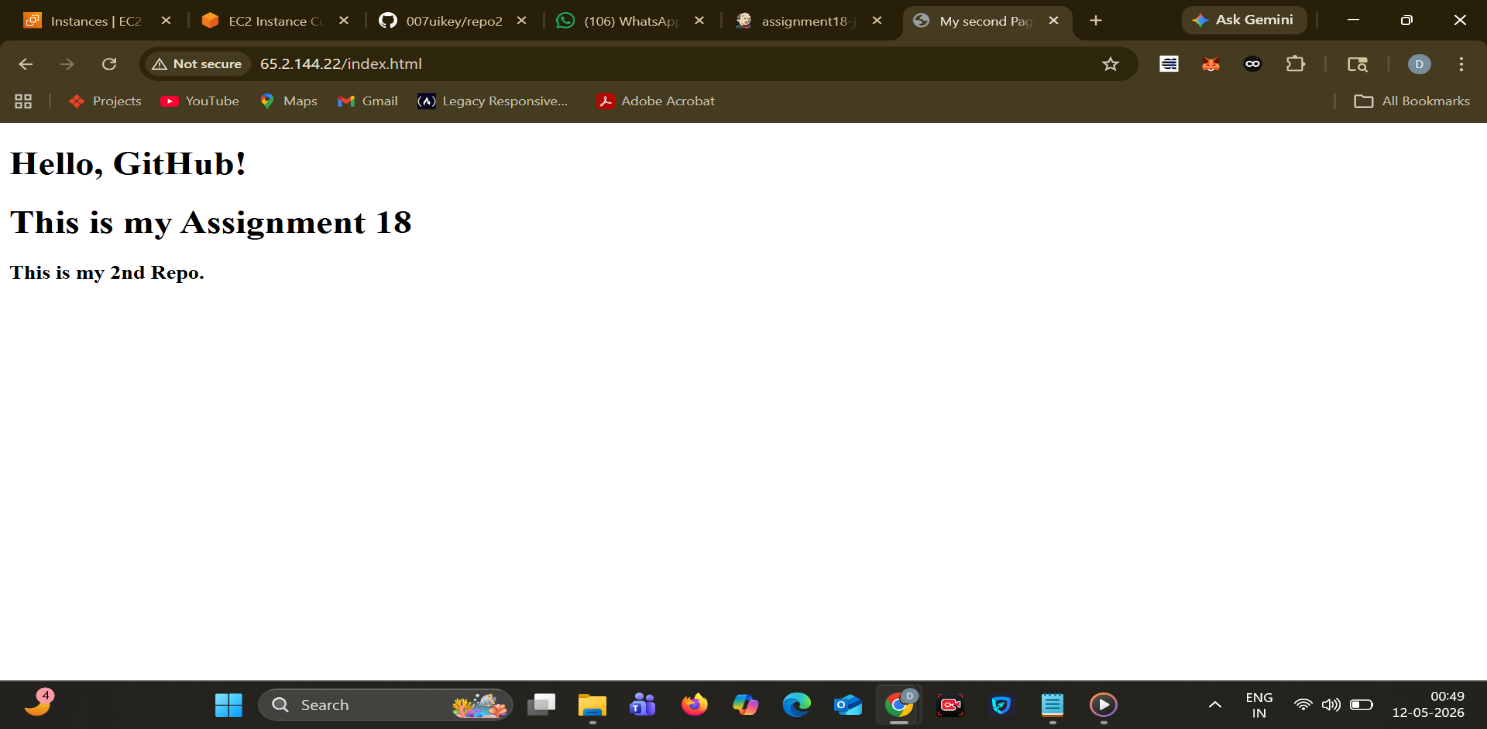 Instances | EC2
EC2 Instance Co
007uikey/repo2
(106) WhatsApp
assignment18-j
My second Pag
Ask Gemini
Not secure
65.2.144.22/index.html
D
Projects
YouTube
Maps
Gmail
Legacy Responsive...
Adobe Acrobat
All Bookmarks
Hello, GitHub!
This is my Assignment 18
This is my 2nd Repo.
4
Search
D
ENG
IN
00:49
12-05-2026